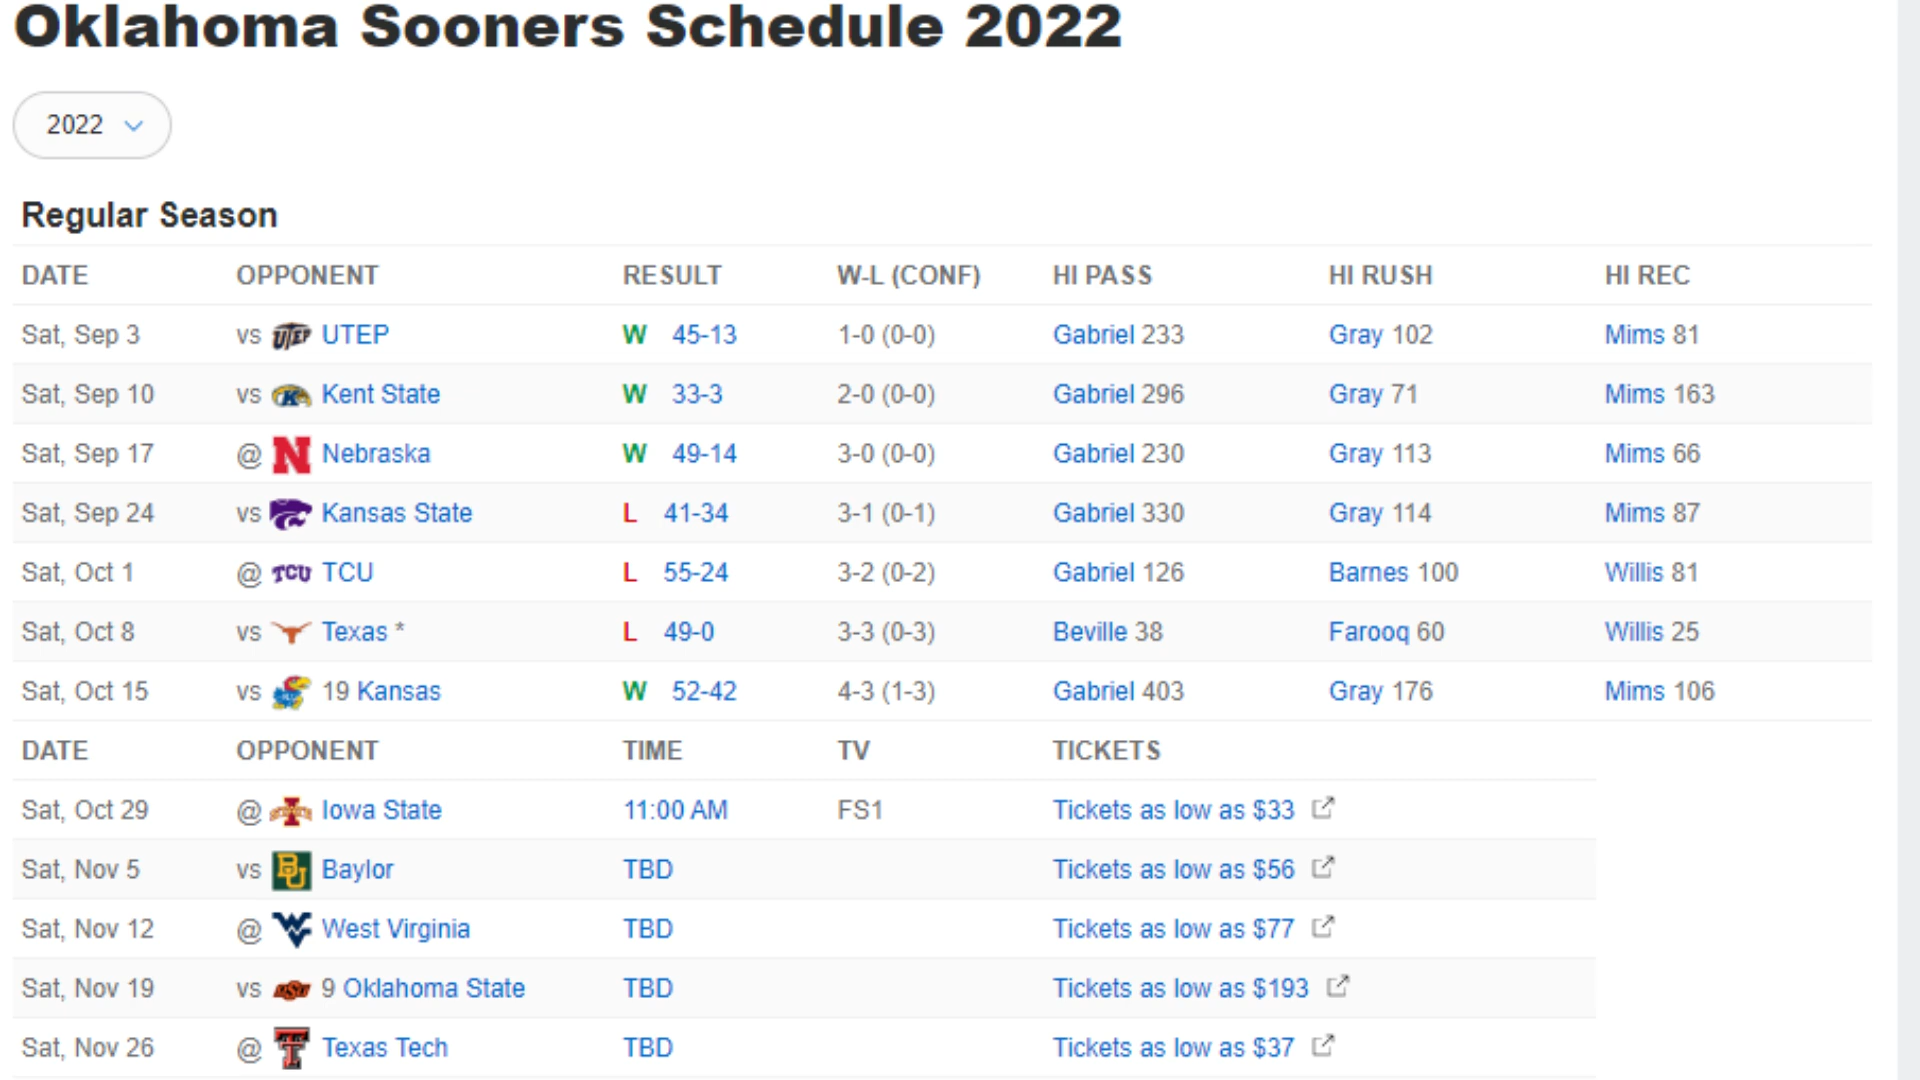 Oklahoma Sooners Schedule 2022
2022
Regular Season
DATE OPPONENT RESULT W-L (CONF) HI PASS HI RUSH HI REC
Sat, Sep 3 vs UTEP UTEP W 45-13 1-0 (0-0) Gabriel 233 Gray 102 Mims 81
Sat, Sep 10 vs K Kent State W 33-3 2-0 (0-0) Gabriel 296 Gray 71 Mims 163
Sat, Sep 17 @ N Nebraska W 49-14 3-0 (0-0) Gabriel 230 Gray 113 Mims 66
Sat, Sep 24 vs Kansas State L 41-34 3-1 (0-1) Gabriel 330 Gray 114 Mims 87
Sat, Oct 1 @ TCU TCU L 55-24 3-2 (0-2) Gabriel 126 Barnes 100 Willis 81
Sat, Oct 8 vs Texas * L 49-0 3-3 (0-3) Beville 38 Farooq 60 Willis 25
Sat, Oct 15 vs 19 Kansas W 52-42 4-3 (1-3) Gabriel 403 Gray 176 Mims 106
DATE OPPONENT TIME TV TICKETS
Sat, Oct 29 @ Iowa State 11:00 AM FS1 Tickets as low as $33
Sat, Nov 5 vs BU Baylor TBD Tickets as low as $56
Sat, Nov 12 @ WV West Virginia TBD Tickets as low as $77
Sat, Nov 19 vs OSU 9 Oklahoma State TBD Tickets as low as $193
Sat, Nov 26 @ T Texas Tech TBD Tickets as low as $37